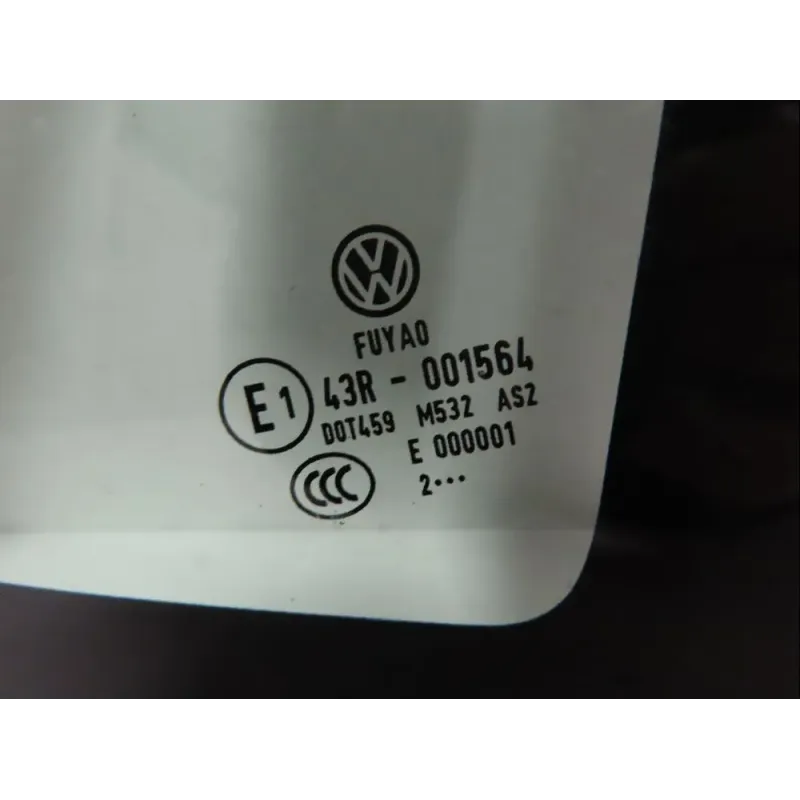 FUYAO
E1 43R - 001564
DOT459 M532 AS2
CCC E 000001
2•••